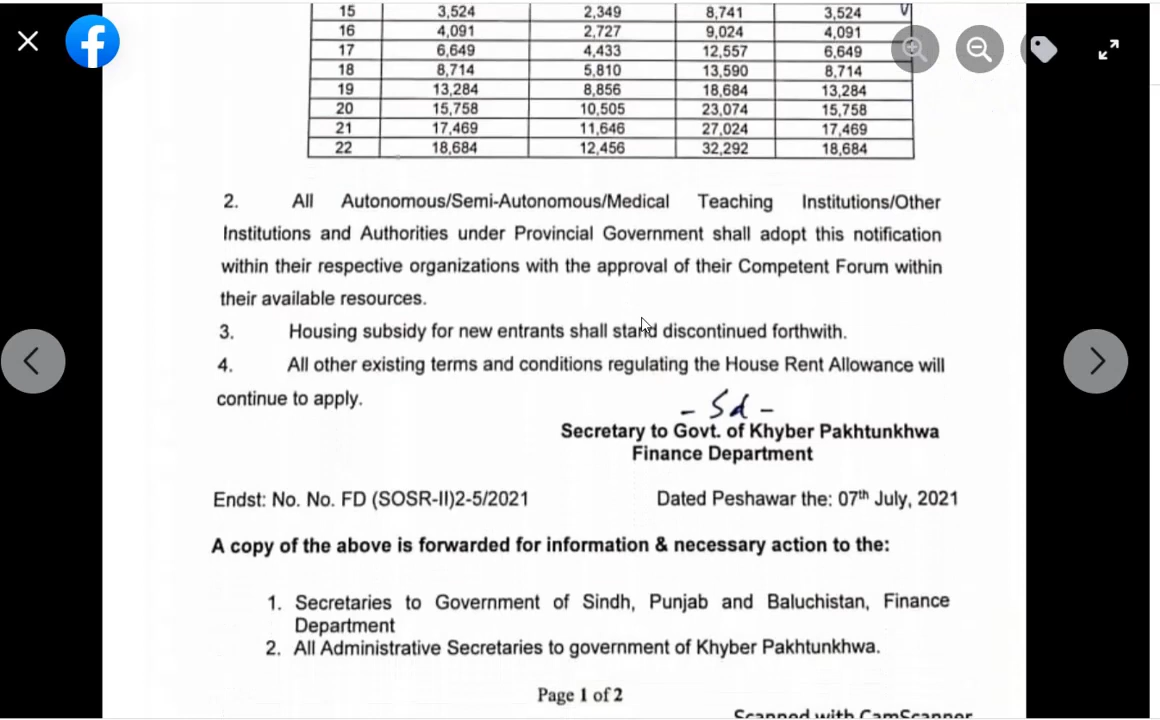 15 3,524 2,349 8,741 3,524
16 4,091 2,727 9,024 4,091
17 6,649 4,433 12,557 6,649
18 8,714 5,810 13,590 8,714
19 13,284 8,856 18,684 13,284
20 15,758 10,505 23,074 15,758
21 17,469 11,646 27,024 17,469
22 18,684 12,456 32,292 18,684
2. All Autonomous/Semi-Autonomous/Medical Teaching Institutions/Other
Institutions and Authorities under Provincial Government shall adopt this notification
within their respective organizations with the approval of their Competent Forum within
their available resources.
3. Housing subsidy for new entrants shall stand discontinued forthwith.
4. All other existing terms and conditions regulating the House Rent Allowance will
continue to apply.
- Sd -
Secretary to Govt. of Khyber Pakhtunkhwa
Finance Department
Endst: No. No. FD (SOSR-II)2-5/2021 Dated Peshawar the: 07th July, 2021
A copy of the above is forwarded for information & necessary action to the:
1. Secretaries to Government of Sindh, Punjab and Baluchistan, Finance
Department
2. All Administrative Secretaries to government of Khyber Pakhtunkhwa.
Page 1 of 2
Scanned with CamScanner